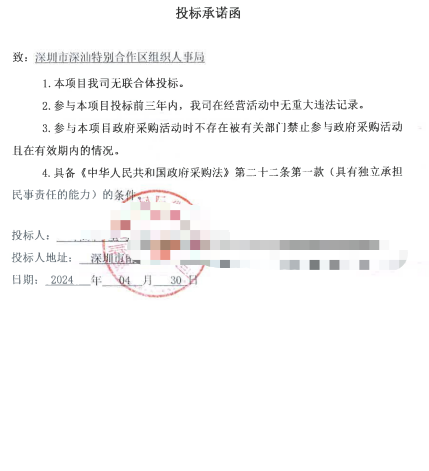 投标承诺函
致：深圳市深汕特别合作区组织人事局
1.本项目我司无联合体投标。
2.参与本项目投标前三年内，我司在经营活动中无重大违法记录。
3.参与本项目政府采购活动时不存在被有关部门禁止参与政府采购活动
且在有效期内的情况。
4.具备《中华人民共和国政府采购法》第二十二条第一款（具有独立承担
民事责任的能力）的条件
投标人：
投标人地址： 深圳市
日期： 2024 年 04 月 30 日